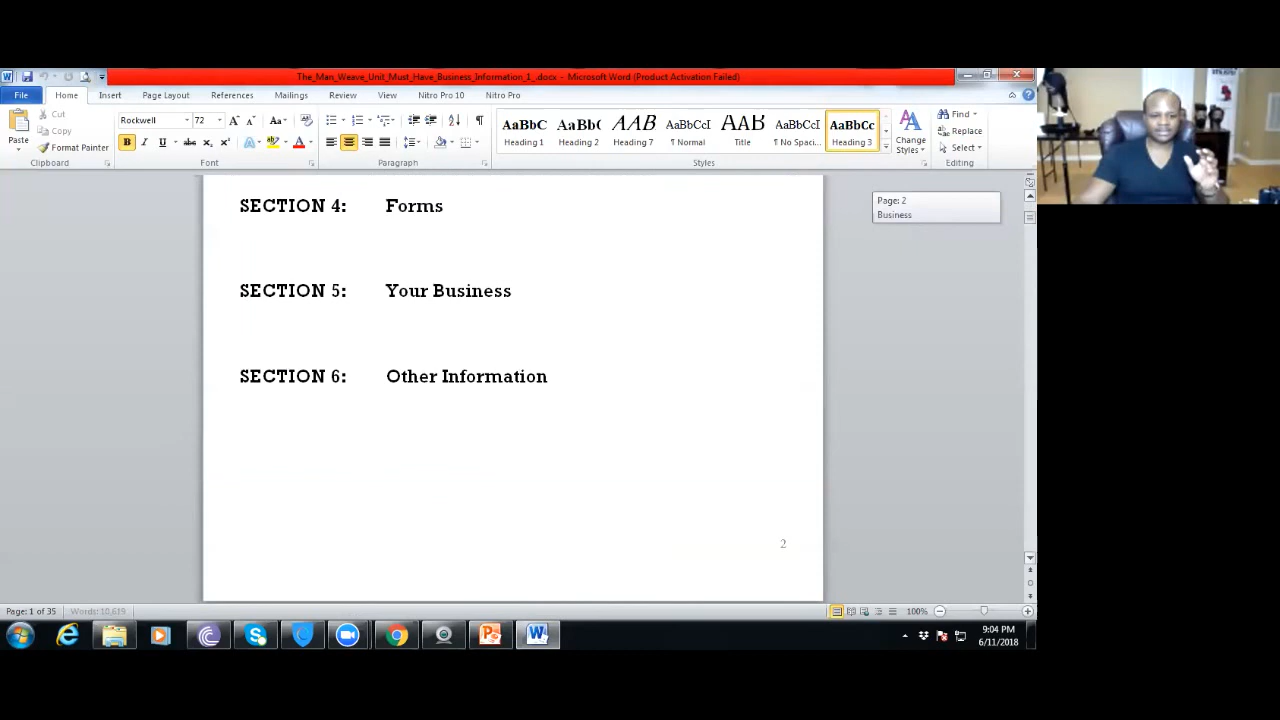 The_Man_Weave_Unit_Must_Have_Business_Information_1_.docx - Microsoft Word (Product Activation Failed)
File Home Insert Page Layout References Mailings Review View Nitro Pro 10 Nitro Pro
Paste
Cut
Copy
Format Painter
Clipboard
Rockwell 72
Font
Paragraph
AaBbC AaBb( AAB AaBbCcI AAB AaBbCcI AaBbCc
Heading 1 Heading 2 Heading 7 ¶ Normal Title ¶ No Spaci... Heading 3
Change Styles
Styles
Find
Replace
Select
Editing
SECTION 4: Forms
SECTION 5: Your Business
SECTION 6: Other Information
2
Page: 2
Business
Page: 1 of 35 Words: 10,619 100%
9:04 PM
6/11/2018